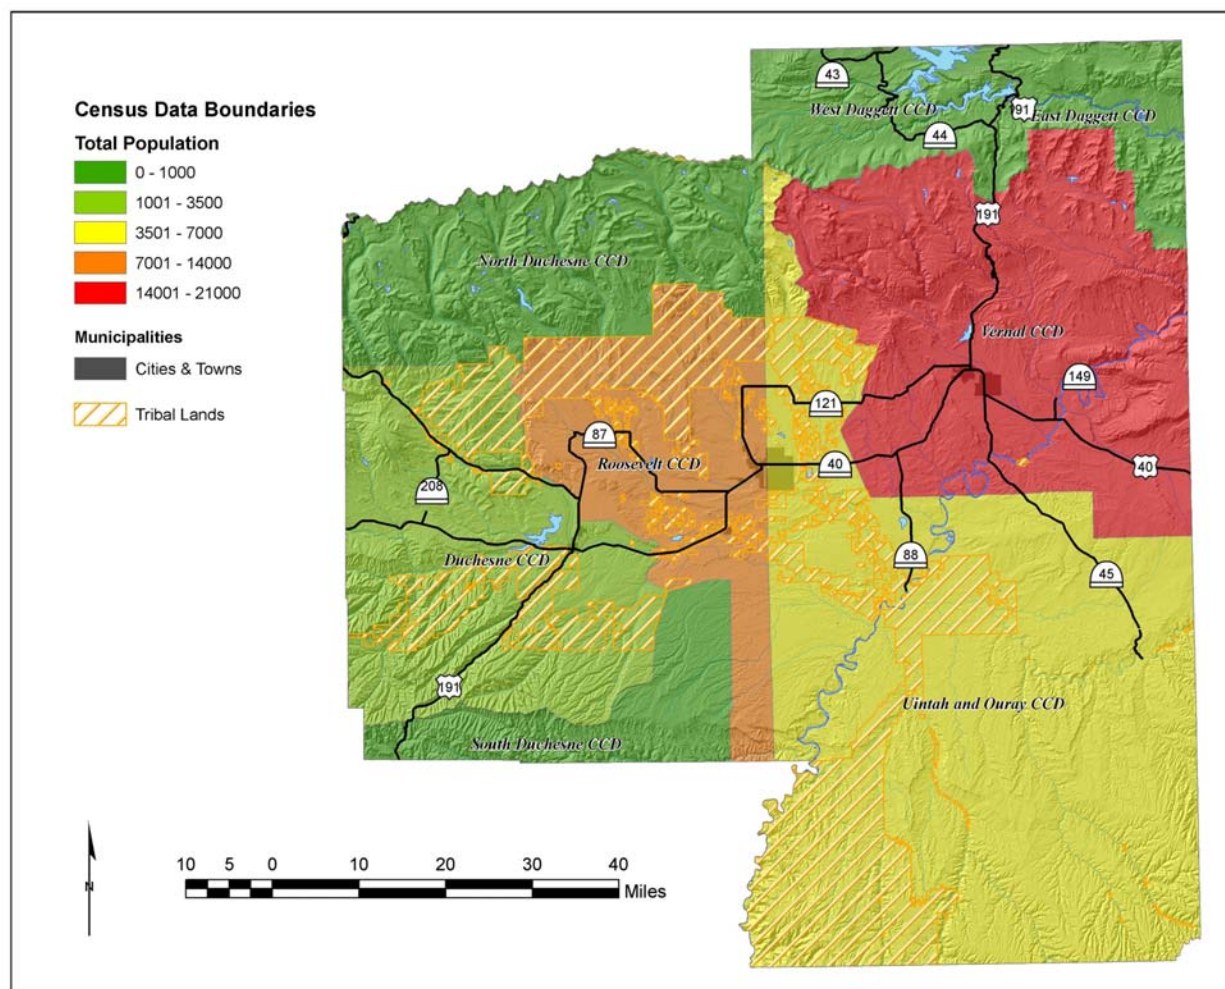 Census Data Boundaries
Total Population
0 - 1000
1001 - 3500
3501 - 7000
7001 - 14000
14001 - 21000
Municipalities
Cities & Towns
Tribal Lands
43
West Daggett CCD
191
East Daggett CCD
44
191
North Duchesne CCD
Vernal CCD
149
121
87
Roosevelt CCD
40
40
208
Duchesne CCD
88
45
191
Uintah and Ouray CCD
South Duchesne CCD
N
10 5 0 10 20 30 40
Miles